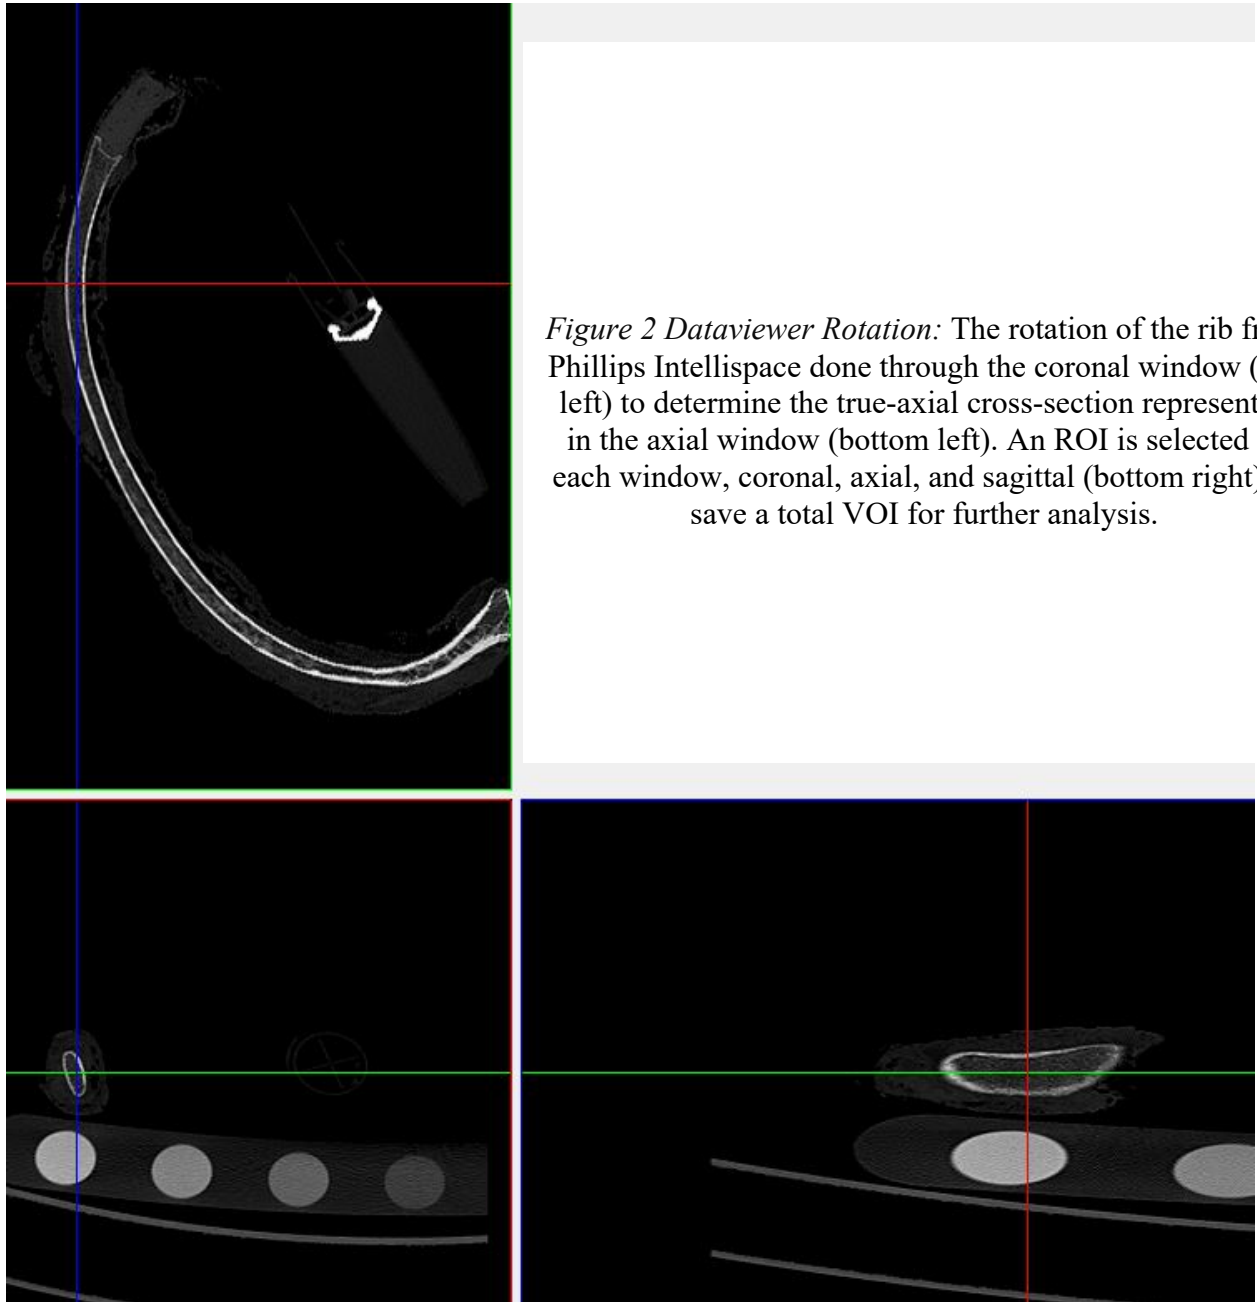 Figure 2 Dataviewer Rotation: The rotation of the rib
Phillips Intellispace done through the coronal window (
left) to determine the true-axial cross-section
in the axial window (bottom left). An ROI is selected
each window, coronal, axial, and sagittal (bottom right)
save a total VOI for further analysis.